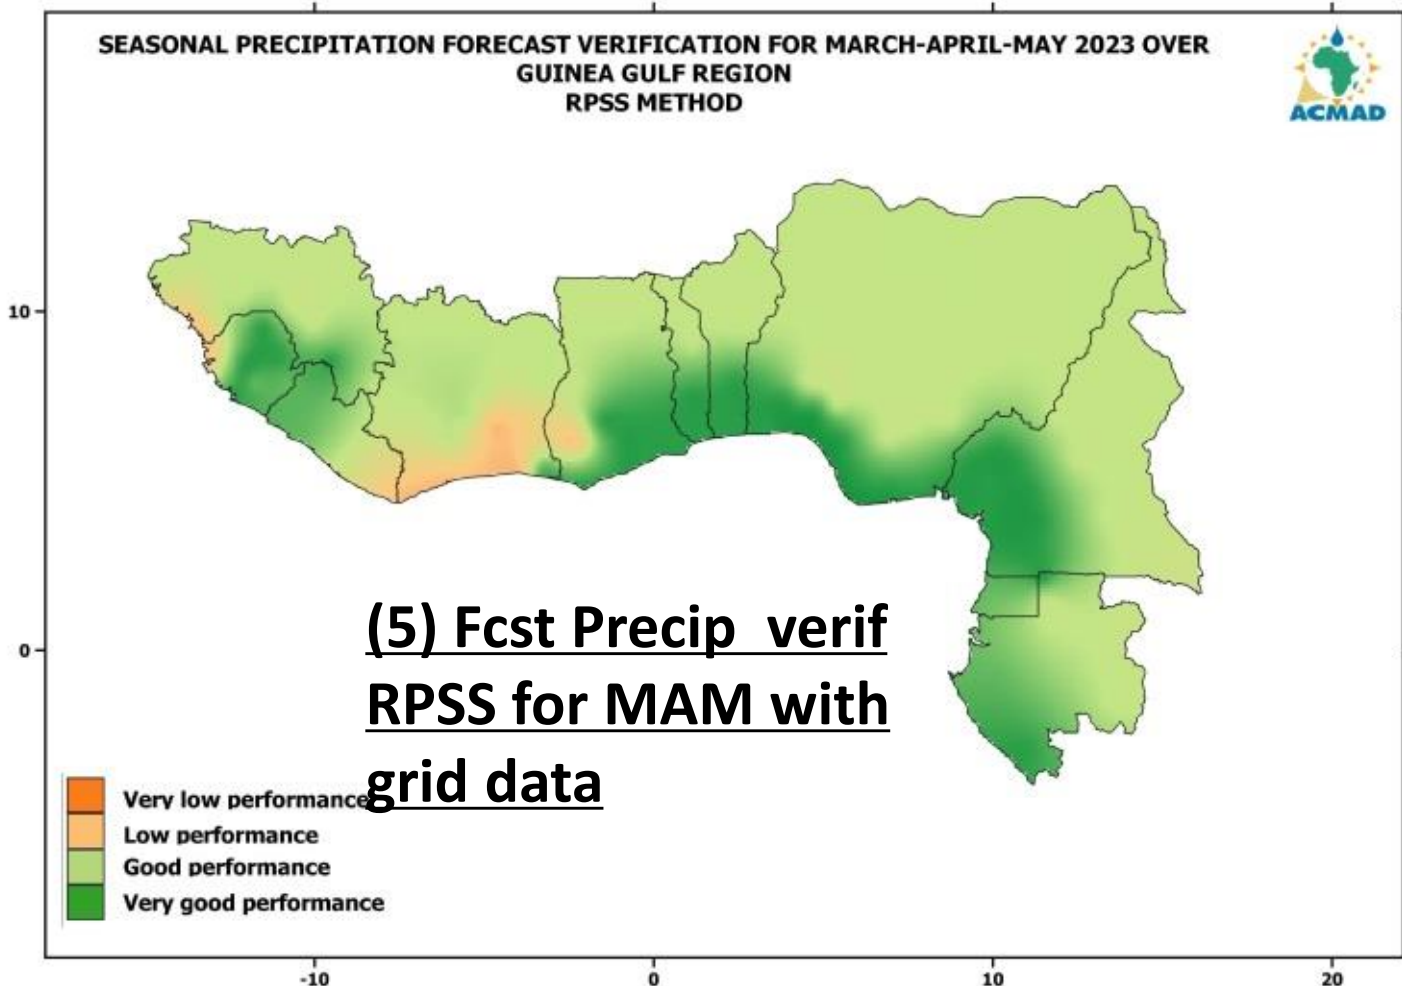 SEASONAL PRECIPITATION FORECAST VERIFICATION FOR MARCH-APRIL-MAY 2023 OVER
GUINEA GULF REGION
RPSS METHOD
ACMAD
10
0
(5) Fcst Precip verif
RPSS for MAM with
grid data
Very low performance
Low performance
Good performance
Very good performance
-10
0
10
20